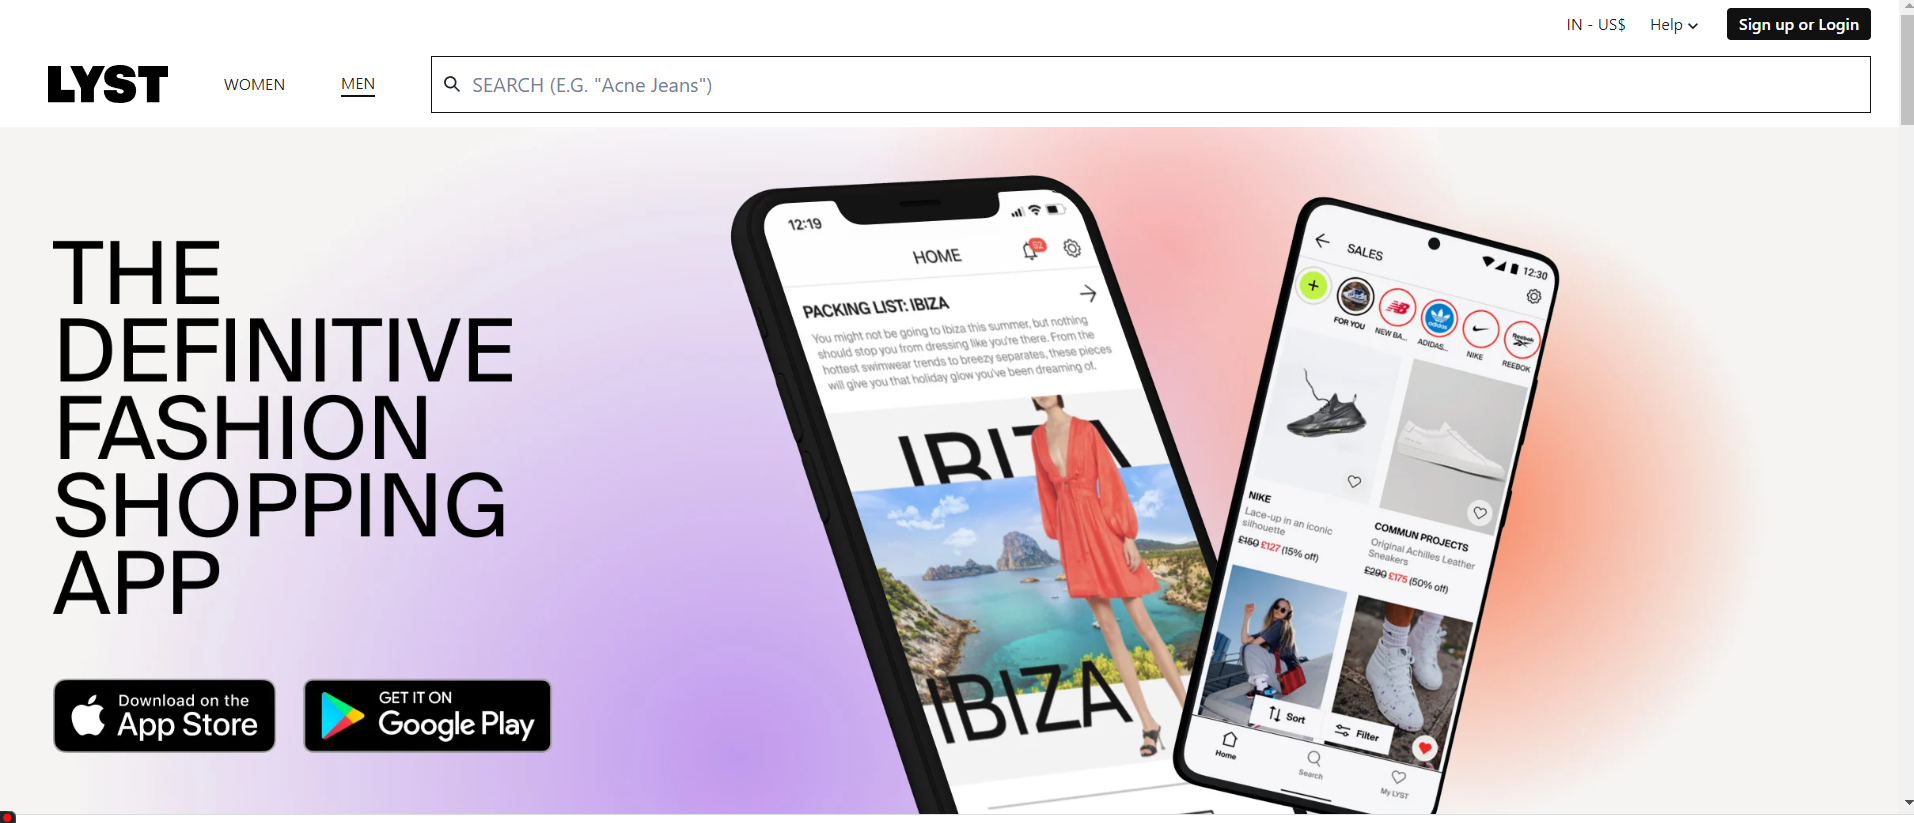 IN - US$
Help
Sign up or Login
LYST
WOMEN
MEN
SEARCH (E.G. "Acne Jeans")
THE
DEFINITIVE
FASHION
SHOPPING
APP
Download on the
App Store
GET IT ON
Google Play
12:19
HOME
52
PACKING LIST: IBIZA
You might not be going to Ibiza this summer, but nothing
should stop you from dressing like you're there. From the
hottest swimwear trends to breezy separates, these pieces
will give you that holiday glow you've been dreaming of.
IBIZA
IBIZA
12:30
SALES
FOR YOU
NEW BA...
adidas
ADIDAS...
NIKE
Reebok
REEBOK
NIKE
Lace-up in an iconic
silhouette
£150 £127 (15% off)
COMMUN PROJECTS
Original Achilles Leather
Sneakers
£290 £175 (50% off)
Sort
Filter
Home
Search
My LYST